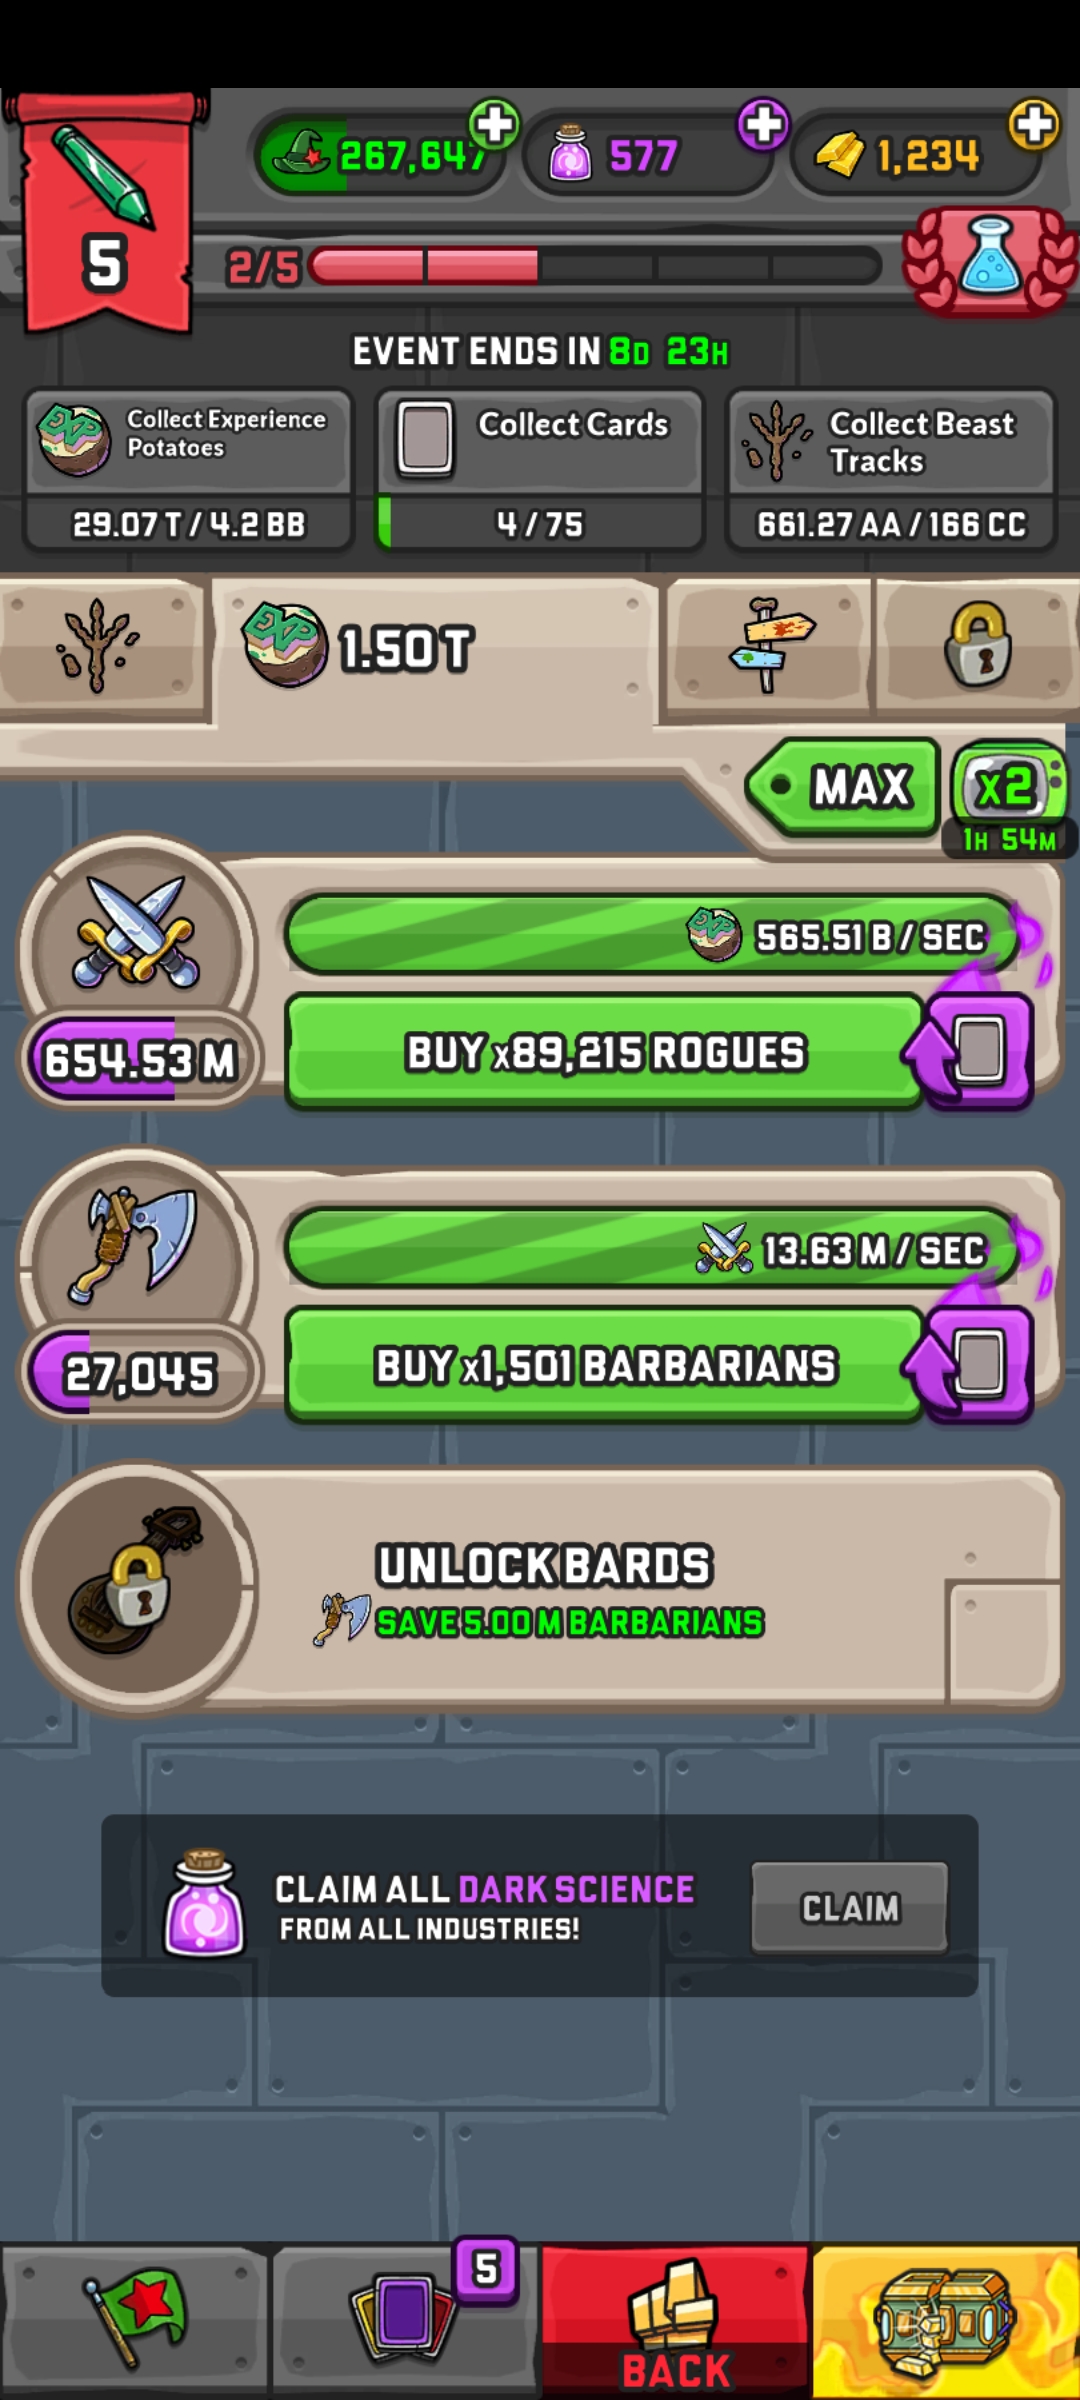 267,647
577
1,234
5
2/5
EVENT ENDS IN 8D 23H
Collect Experience
Potatoes
29.07 T / 4.2 BB
Collect Cards
4 / 75
Collect Beast
Tracks
661.27 AA / 166 CC
EXP
1.50 T
MAX
x2
1H 54M
565.51 B / SEC
654.53 M
BUY x89,215 ROGUES
13.63 M / SEC
27,045
BUY x1,501 BARBARIANS
UNLOCK BARDS
SAVE 5.00 M BARBARIANS
CLAIM ALL DARK SCIENCE
FROM ALL INDUSTRIES!
CLAIM
5
BACK